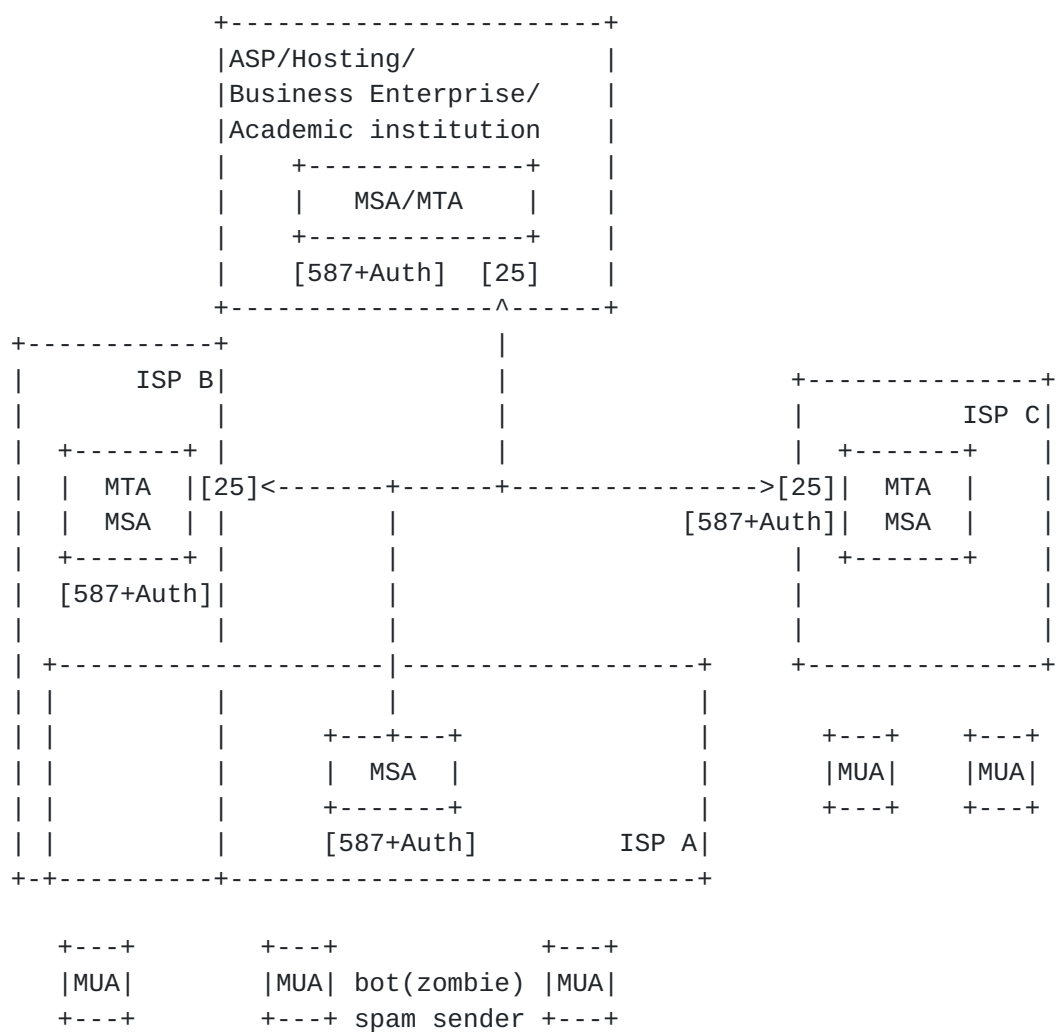 ASP/Hosting/
Business Enterprise/
Academic institution
MSA/MTA
[587+Auth] [25]
ISP B
ISP C
MTA [25] [25] MTA
MSA [587+Auth] MSA
[587+Auth]
MSA
[587+Auth] ISP A
MUA MUA
MUA MUA bot(zombie) MUA
spam sender